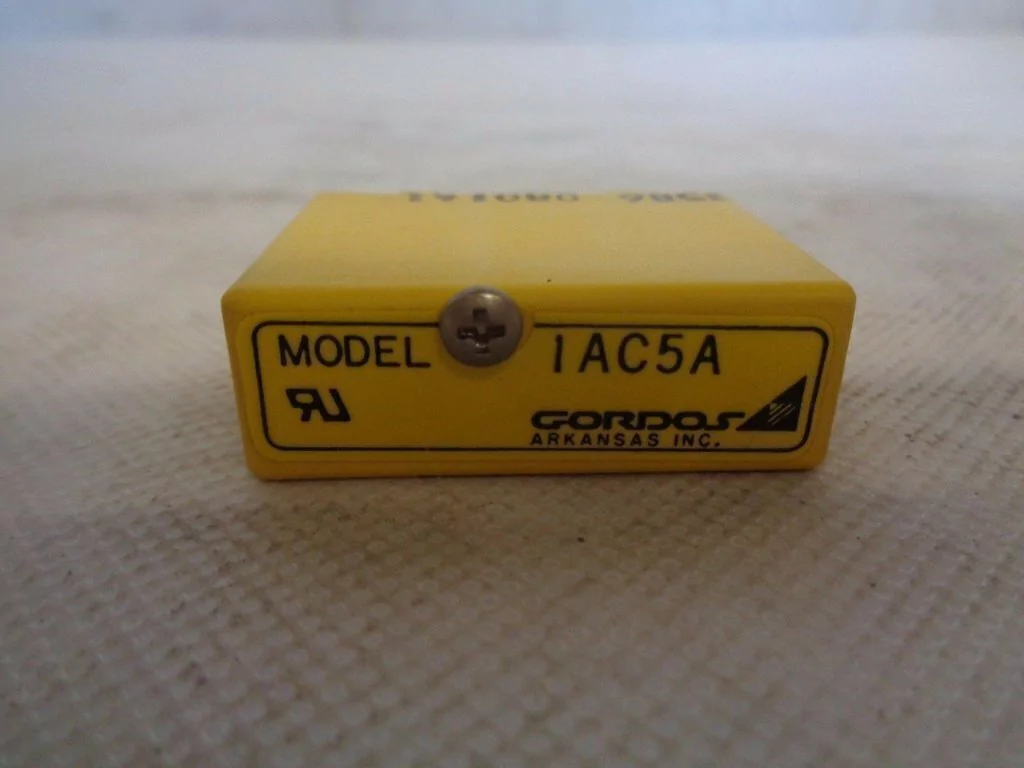 MODEL 1AC5A
GORDOS
ARKANSAS INC.